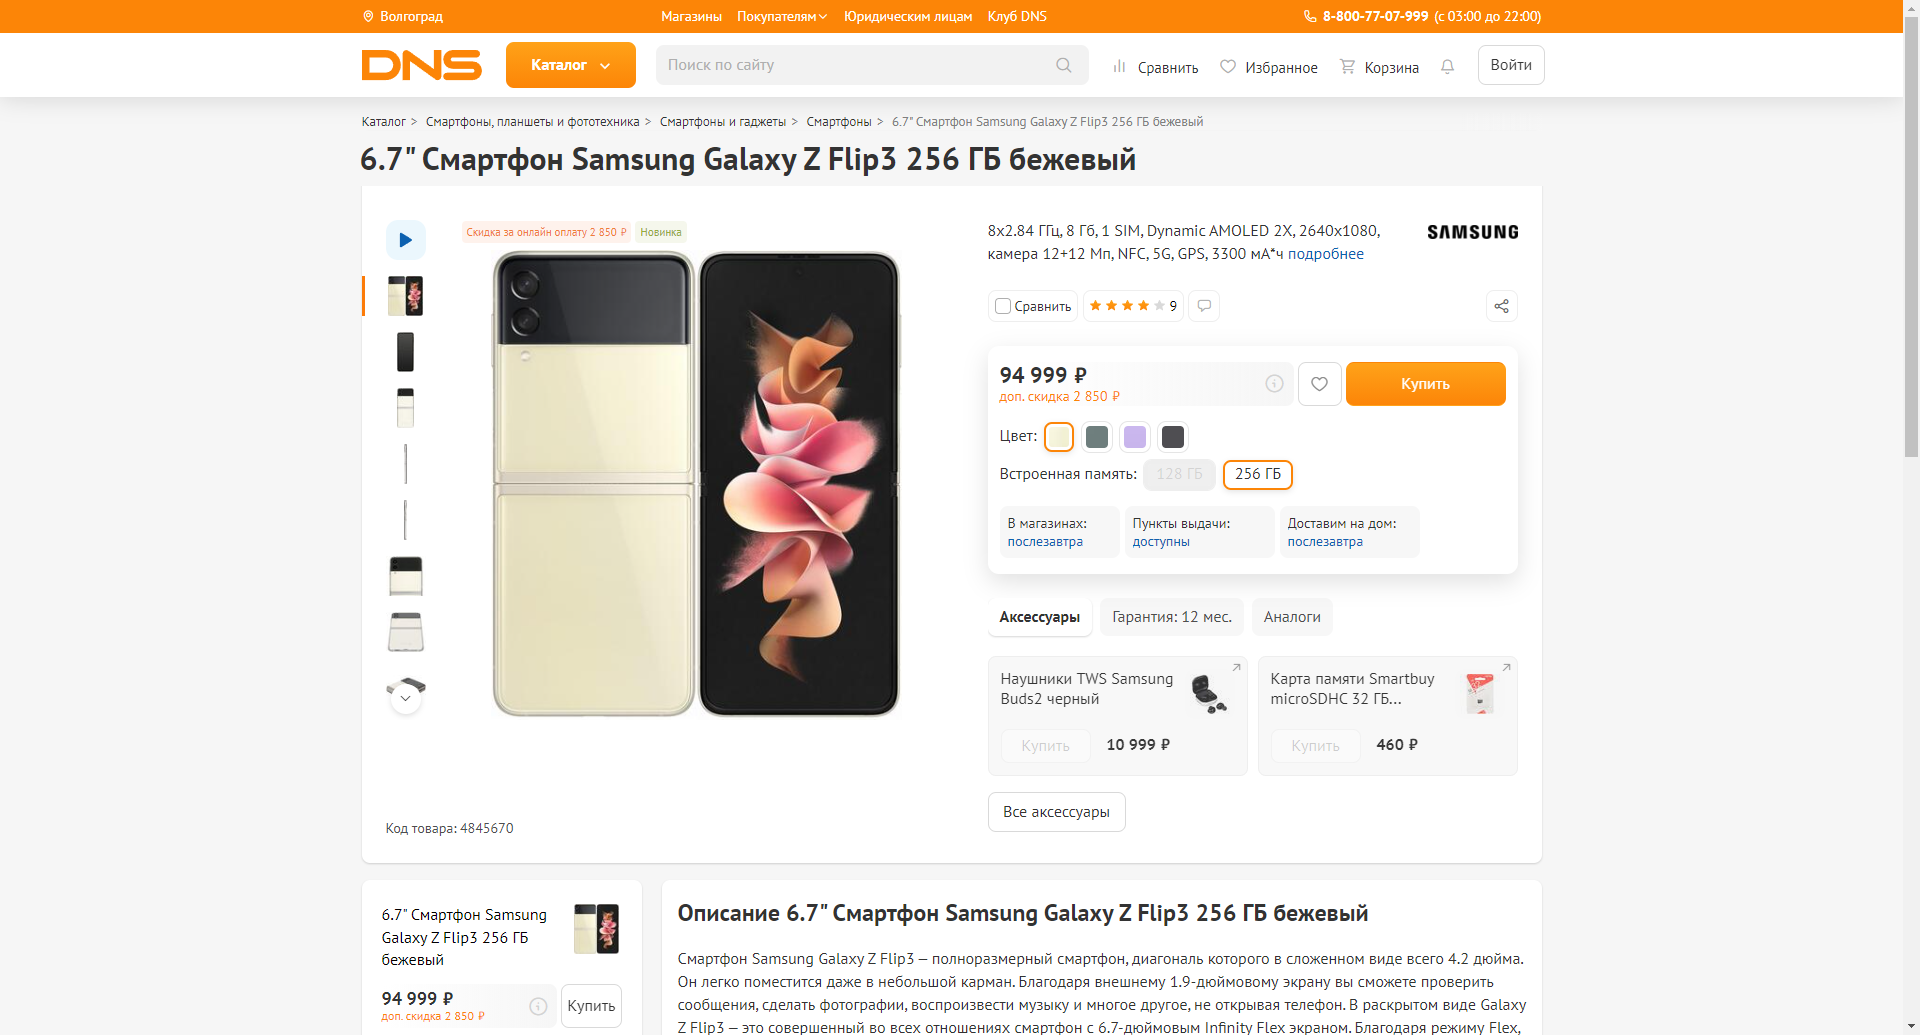 Волгоград
Магазины Покупателям Юридическим лицам Клуб DNS
8-800-77-07-999 (с 03:00 до 22:00)
DNS
Каталог
Поиск по сайту
Сравнить
Избранное
Корзина
Войти
Каталог > Смартфоны, планшеты и фототехника > Смартфоны и гаджеты > Смартфоны > 6.7" Смартфон Samsung Galaxy Z Flip3 256 ГБ бежевый
6.7" Смартфон Samsung Galaxy Z Flip3 256 ГБ бежевый
Скидка за онлайн оплату 2 850 ₽
Новинка
8x2.84 ГГц, 8 Гб, 1 SIM, Dynamic AMOLED 2X, 2640x1080,
камера 12+12 Мп, NFC, 5G, GPS, 3300 мА*ч подробнее
SAMSUNG
Сравнить
9
94 999 ₽
доп. скидка 2 850 ₽
Купить
Цвет:
Встроенная память: 128 ГБ 256 ГБ
В магазинах:
послезавтра
Пункты выдачи:
доступны
Доставим на дом:
послезавтра
Аксессуары
Гарантия: 12 мес.
Аналоги
Наушники TWS Samsung
Buds2 черный
Купить
10 999 ₽
Карта памяти Smartbuy
microSDHC 32 ГБ...
Купить
460 ₽
Все аксессуары
Код товара: 4845670
6.7" Смартфон Samsung
Galaxy Z Flip3 256 ГБ
бежевый
94 999 ₽
доп. скидка 2 850 ₽
Купить
Описание 6.7" Смартфон Samsung Galaxy Z Flip3 256 ГБ бежевый
Смартфон Samsung Galaxy Z Flip3 – полноразмерный смартфон, диагональ которого в сложенном виде всего 4.2 дюйма.
Он легко поместится даже в небольшой карман. Благодаря внешнему 1.9-дюймовому экрану вы сможете проверить
сообщения, сделать фотографии, воспроизвести музыку и многое другое, не открывая телефон. В раскрытом виде Galaxy
Z Flip3 – это совершенный во всех отношениях смартфон с 6.7-дюймовым Infinity Flex экраном. Благодаря режиму Flex,